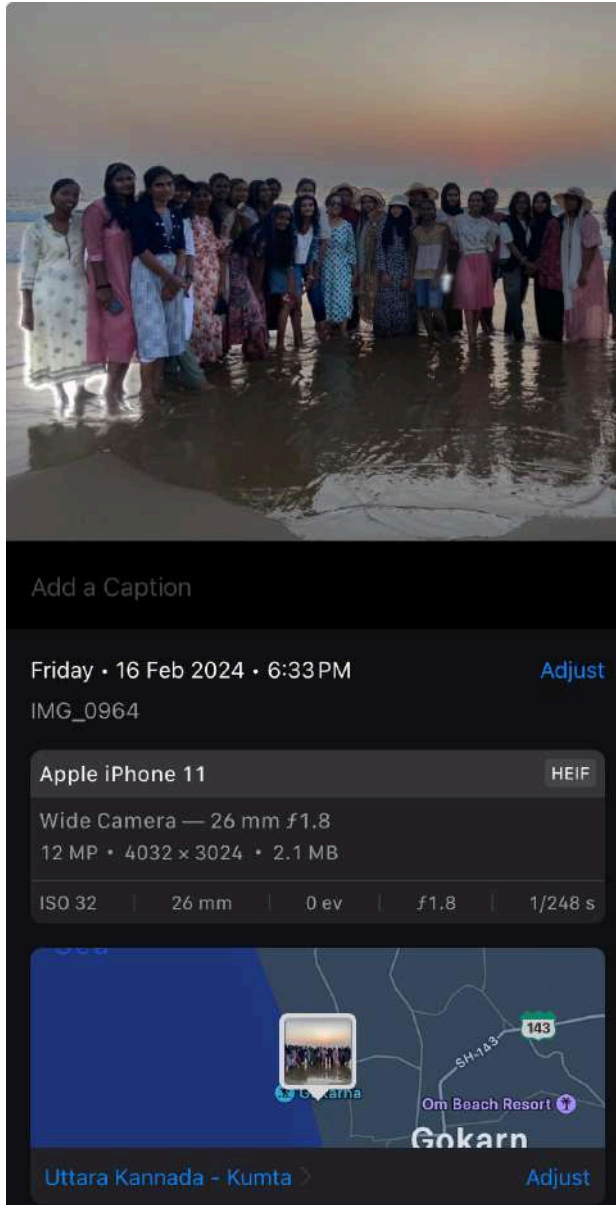 Add a Caption
Friday • 16 Feb 2024 • 6:33 PM
Adjust
IMG_0964
Apple iPhone 11
HEIF
Wide Camera — 26 mm ƒ1.8
12 MP • 4032 × 3024 • 2.1 MB
ISO 32
26 mm
0 ev
ƒ1.8
1/248 s
Sea
143
SH-143
Gokarna
Om Beach Resort
Gokarn
Uttara Kannada - Kumta
Adjust